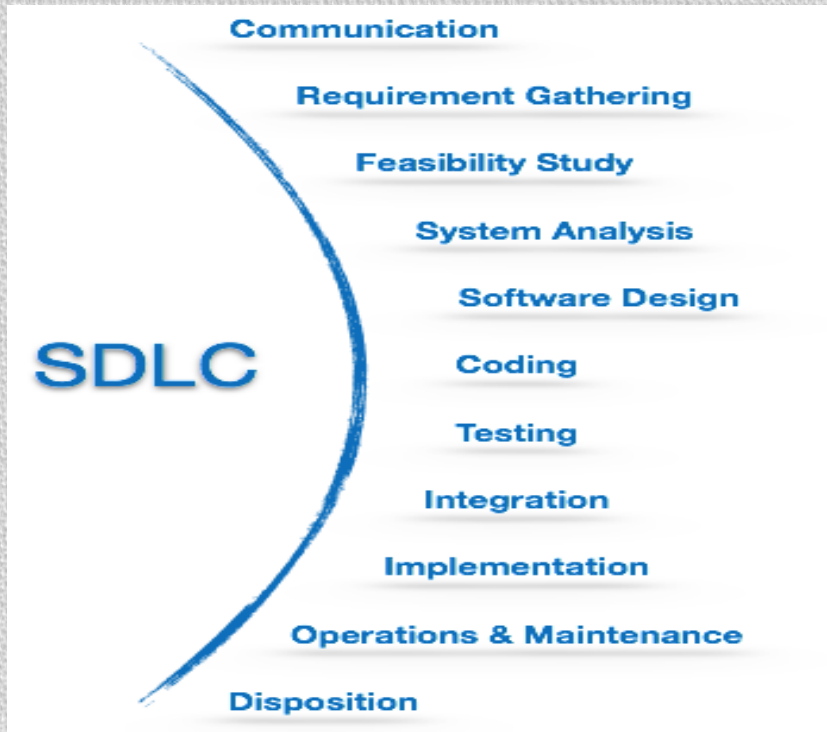 Communication
Requirement Gathering
Feasibility Study
System Analysis
Software Design
SDLC
Coding
Testing
Integration
Implementation
Operations & Maintenance
Disposition